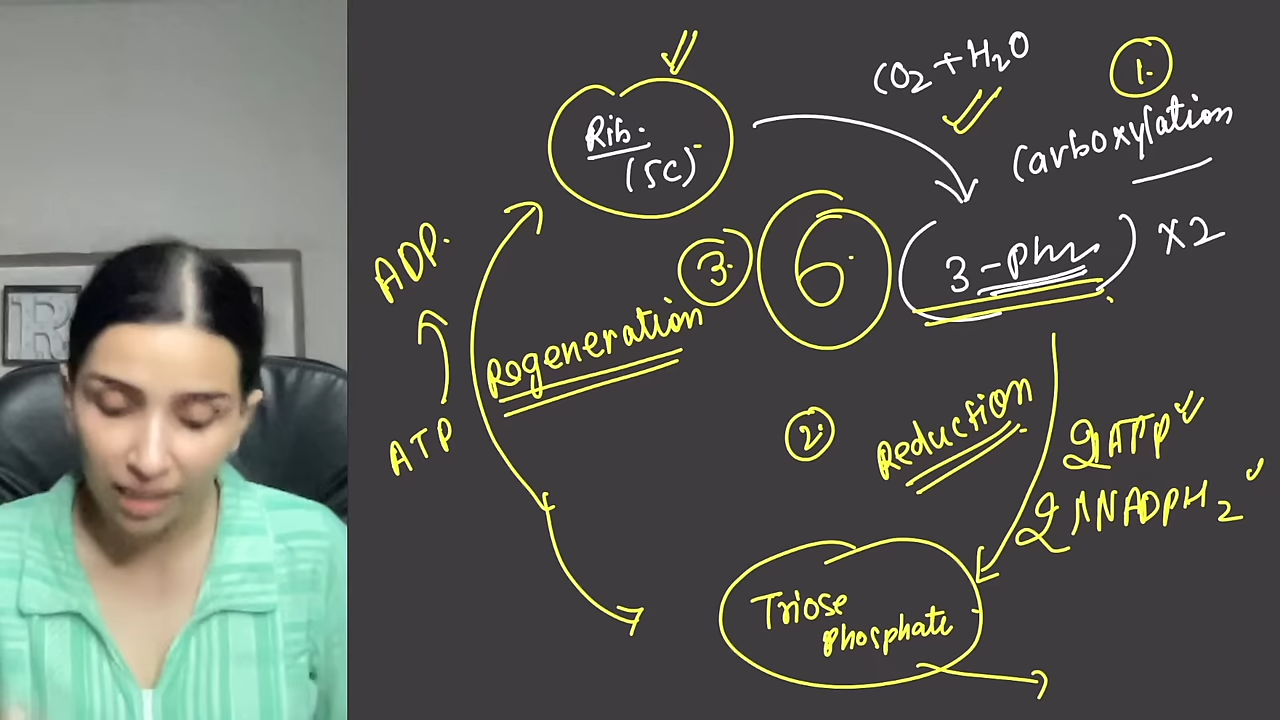 CO2 + H2O
1.
Rib.
(5C)
Carboxylation
ADP.
3.
6.
(3-Phr) x2
Regeneration
ATP
2.
Reduction
2ATP
2NADPH2
Triose
phosphate